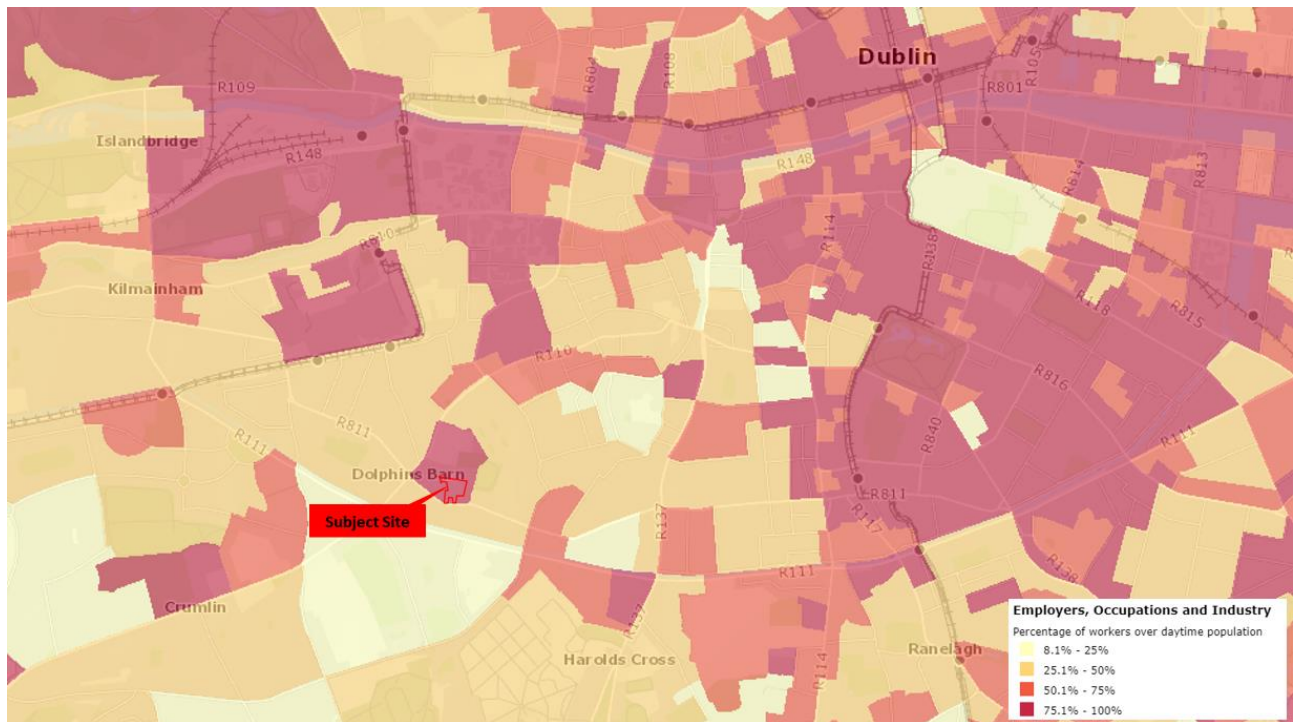 Dublin
R804
R108
R105
R109
R801
Islandbridge
R148
R148
R814
R813
R810
R114
R138
Kilmainham
R118
R815
R110
R816
R111
R811
R840
R111
Dolphins Barn
Subject Site
R137
R811
R117
R111
R138
Crumlin
R137
Harolds Cross
R114
Ranelagh
Employers, Occupations and Industry
Percentage of workers over daytime population
8.1% - 25%
25.1% - 50%
50.1% - 75%
75.1% - 100%